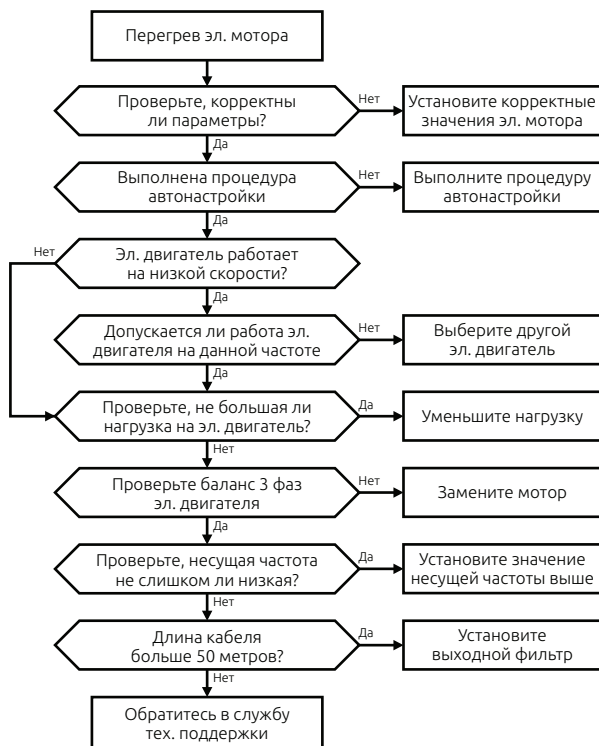 Перегрев эл. мотора
Проверьте, корректны
ли параметры?
Нет
Установите корректные
значения эл. мотора
Да
Выполнена процедура
автонастройки
Нет
Выполните процедуру
автонастройки
Да
Нет
Эл. двигатель работает
на низкой скорости?
Да
Допускается ли работа эл.
двигателя на данной частоте
Нет
Выберите другой
эл. двигатель
Да
Проверьте, не большая ли
нагрузка на эл. двигатель?
Да
Уменьшите нагрузку
Нет
Проверьте баланс 3 фаз
эл. двигателя
Нет
Замените мотор
Да
Проверьте, несущая частота
не слишком ли низкая?
Да
Установите значение
несущей частоты выше
Нет
Длина кабеля
больше 50 метров?
Да
Установите
выходной фильтр
Нет
Обратитесь в службу
тех. поддержки